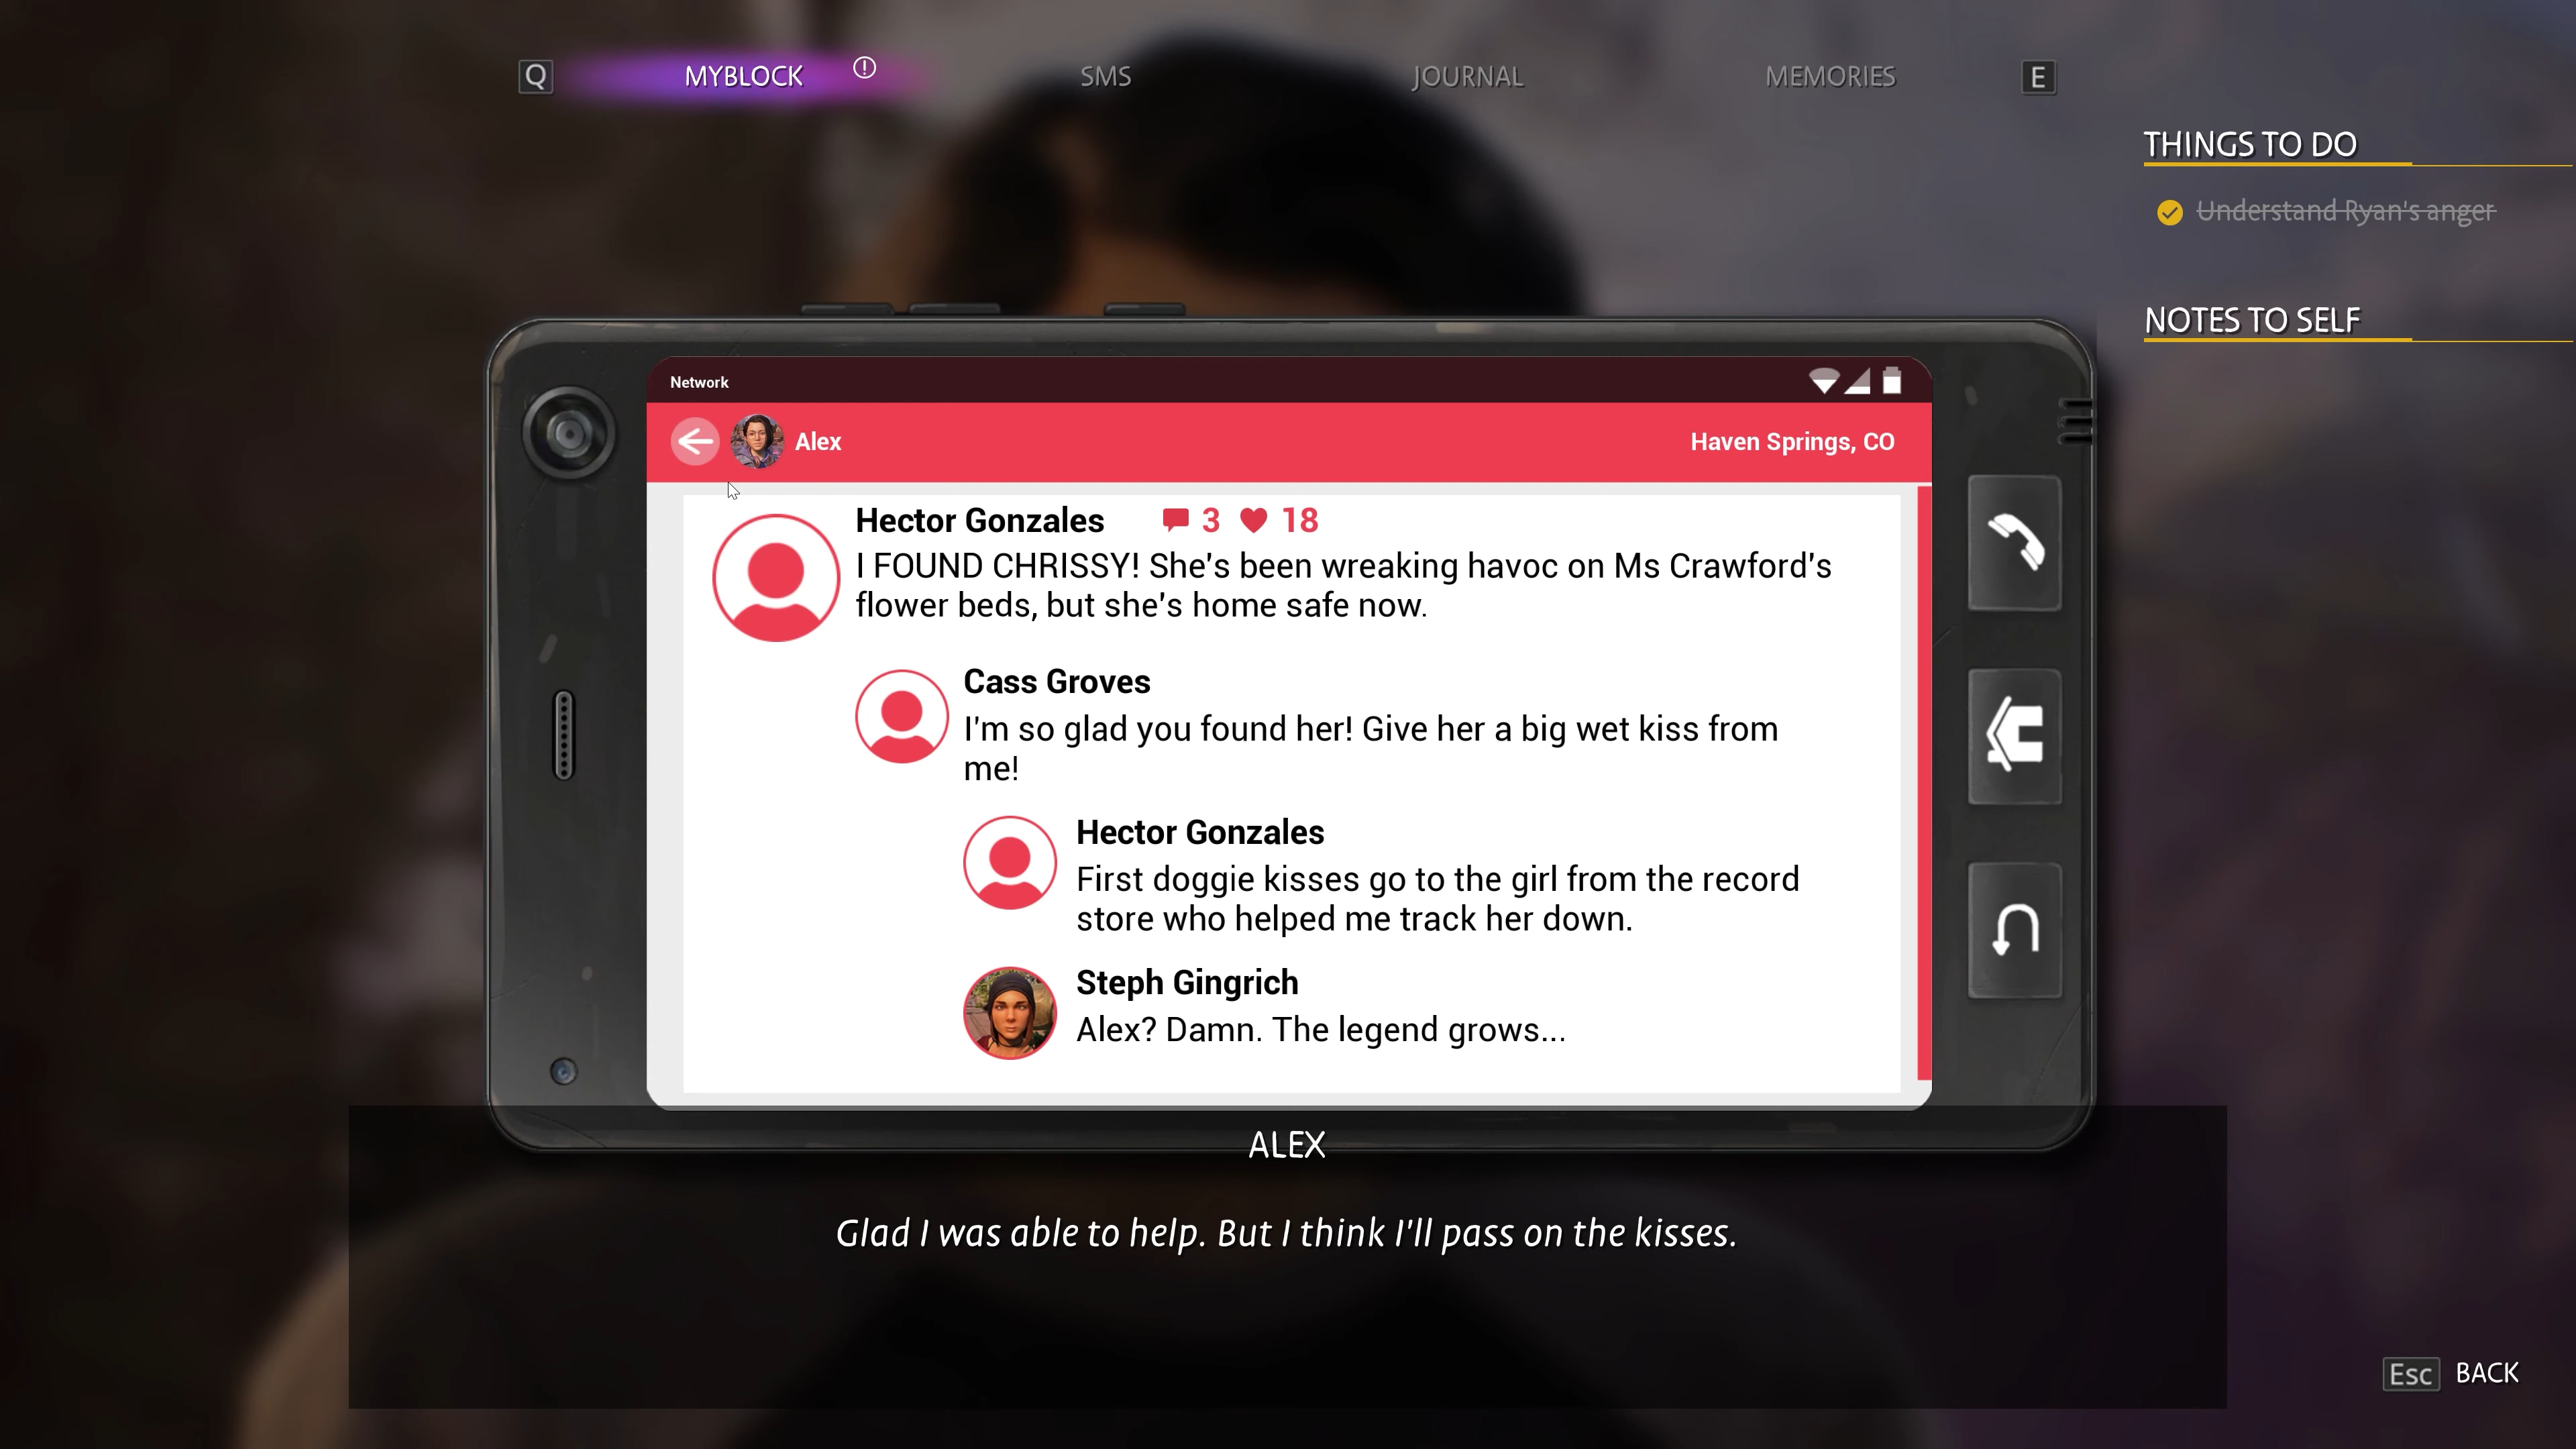 Q
MYBLOCK
SMS
JOURNAL
MEMORIES
E
THINGS TO DO
Understand Ryan's anger
NOTES TO SELF
Network
Alex
Haven Springs, CO
Hector Gonzales 3 18
I FOUND CHRISSY! She's been wreaking havoc on Ms Crawford's
flower beds, but she's home safe now.
Cass Groves
I'm so glad you found her! Give her a big wet kiss from
me!
Hector Gonzales
First doggie kisses go to the girl from the record
store who helped me track her down.
Steph Gingrich
Alex? Damn. The legend grows...
ALEX
Glad I was able to help. But I think I'll pass on the kisses.
Esc BACK